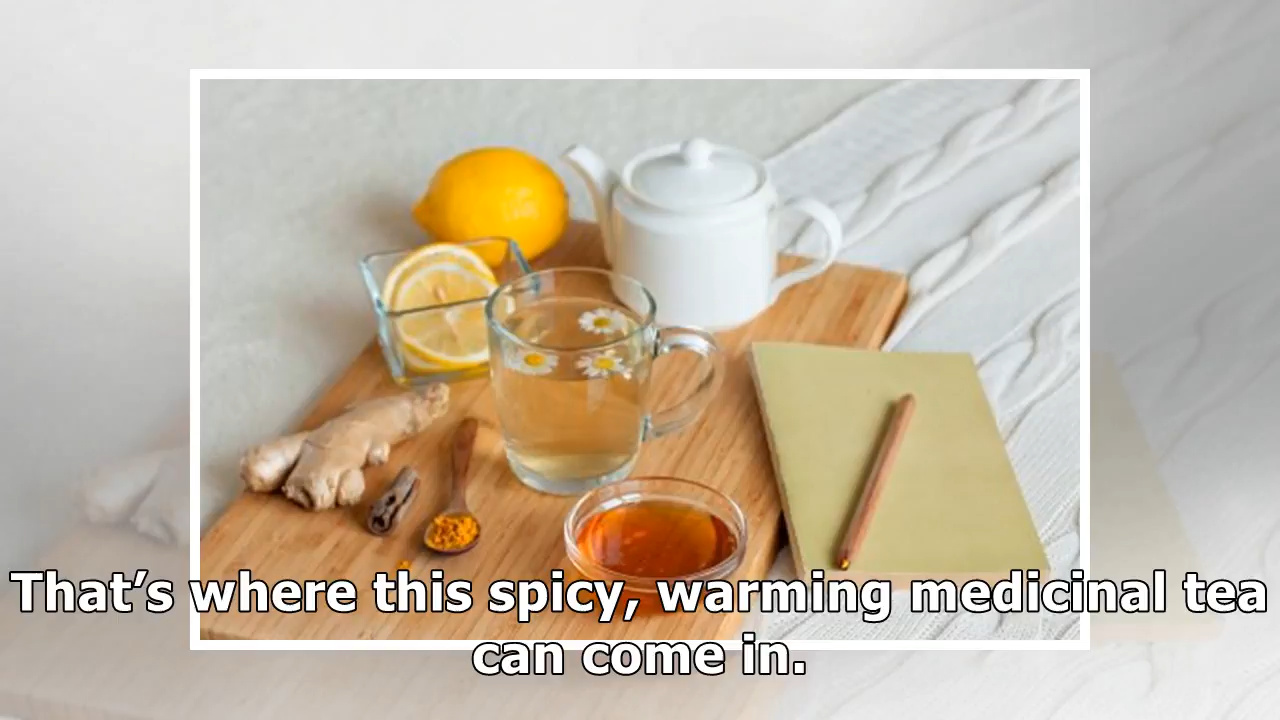 That’s where this spicy, warming medicinal tea
can come in.